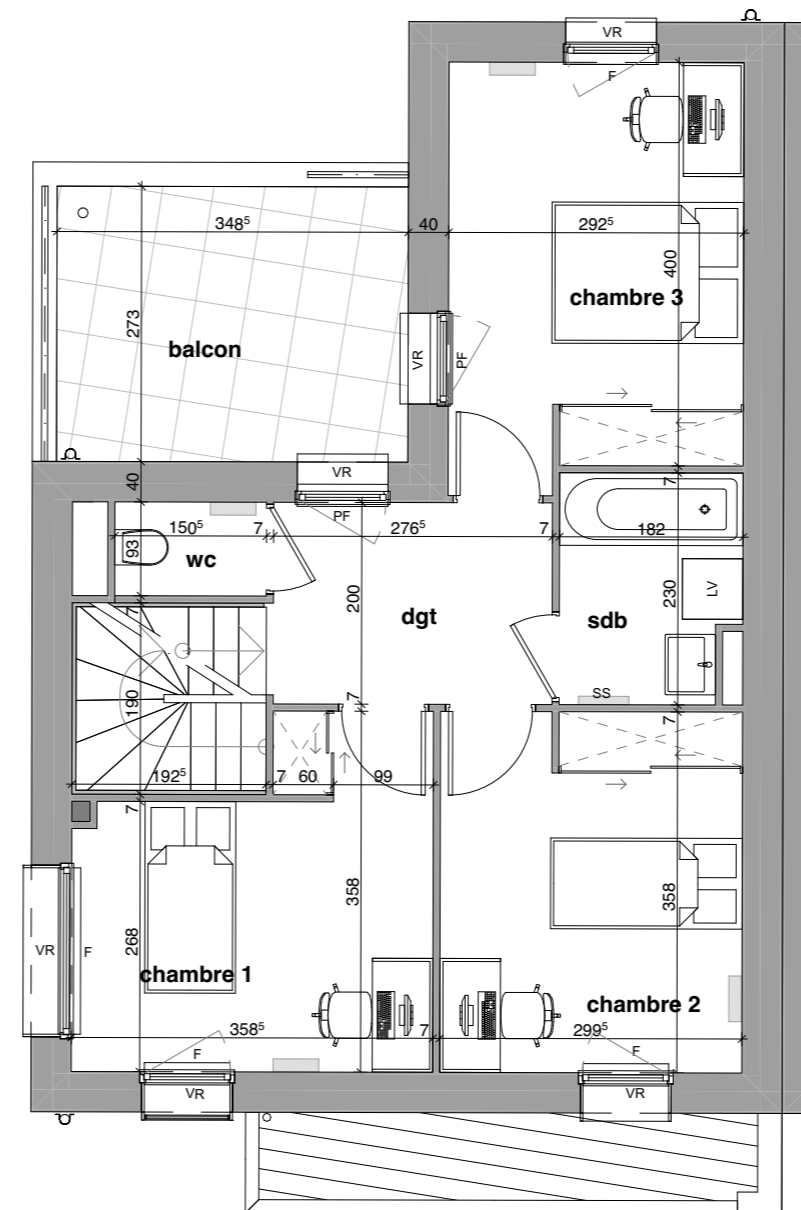 VR
F
348⁵
40
292⁵
400
chambre 3
273
balcon
VR
PF
VR
40
7
PF
150⁵
7
276⁵
7
182
93
wc
200
230
LV
dgt
sdb
7
190
7
SS
7
192⁵
7
60
99
7
358
358
268
VR
F
chambre 1
chambre 2
358⁵
7
299⁵
F
F
VR
VR